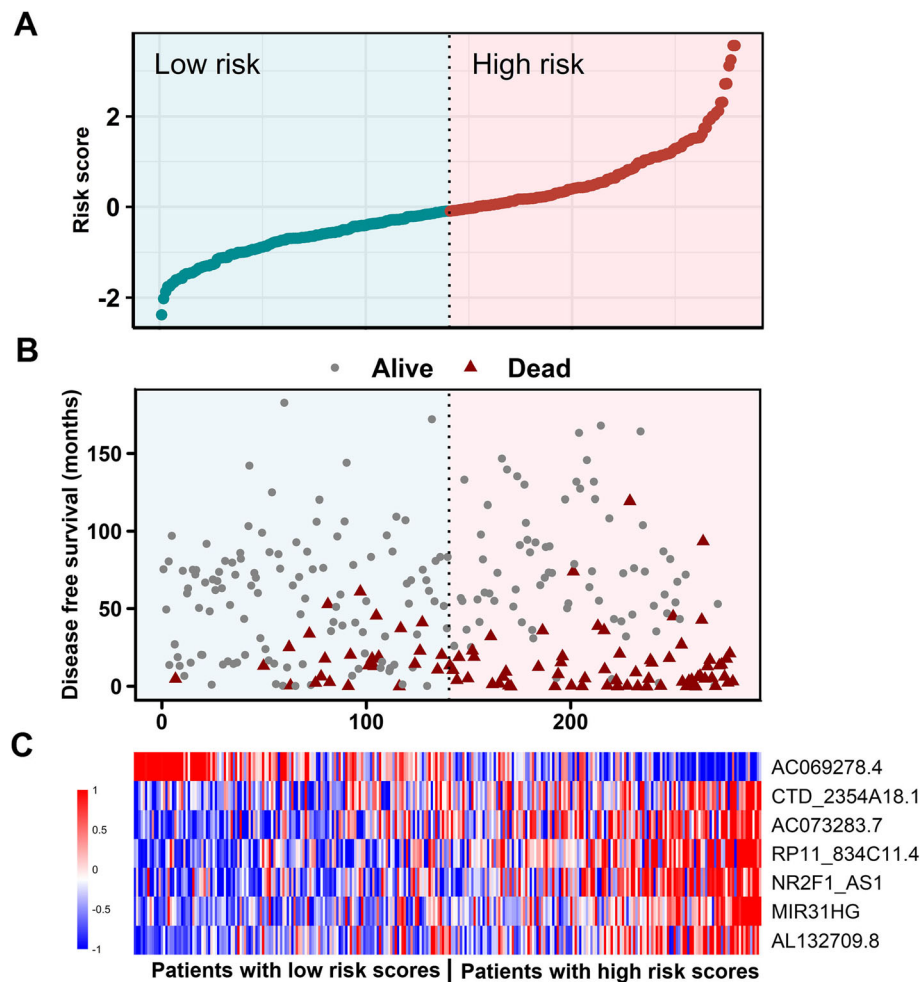 A
Low risk
High risk
Risk score
2
0
-2
B
Alive
Dead
Disease free survival (months)
150
100
50
0
0
100
200
C
1
0.5
0
-0.5
-1
AC069278.4
CTD_2354A18.1
AC073283.7
RP11_834C11.4
NR2F1_AS1
MIR31HG
AL132709.8
Patients with low risk scores
Patients with high risk scores